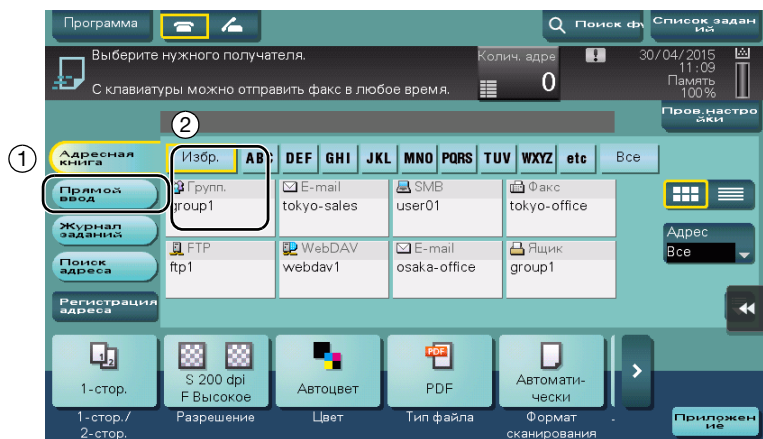 Программа
Поиск фу
Список задан
ий
Выберите нужного получателя.
С клавиатуры можно отправить факс в любое время.
Колич. адре
0
30/04/2015
11:09
Память
100%
Пров.настро
йки
2
1
Адресная
книга
Избр.
ABC
DEF
GHI
JKL
MNO
PQRS
TUV
WXYZ
etc
Все
Прямой
ввод
Групп.
group1
E-mail
tokyo-sales
SMB
user01
Факс
tokyo-office
Журнал
заданий
Адрес
Все
FTP
ftp1
WebDAV
webdav1
E-mail
osaka-office
Ящик
group1
Поиск
адреса
Регистрация
адреса
1-стор.
S 200 dpi
F Высокое
Автоцвет
PDF
PDF
Автомати-
чески
1-стор./
2-стор.
Разрешение
Цвет
Тип файла
Формат
сканирования
Приложен
ие